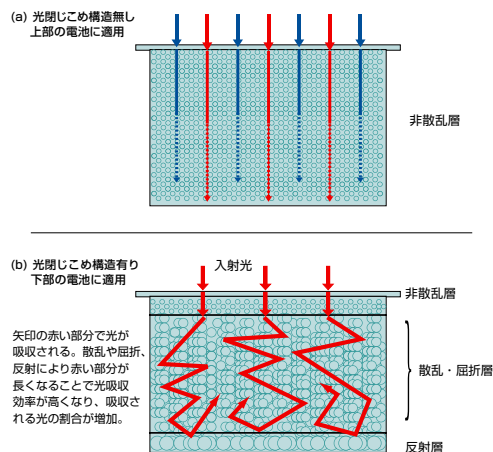 (a) 光閉じこめ構造無し
上部の電池に適用
非散乱層
(b) 光閉じこめ構造有り
下部の電池に適用
入射光
非散乱層
矢印の赤い部分で光が
吸収される。散乱や屈折、
反射により赤い部分が
長くなることで光吸収
効率が高くなり、吸収さ
れる光の割合が増加。
散乱・屈折層
反射層